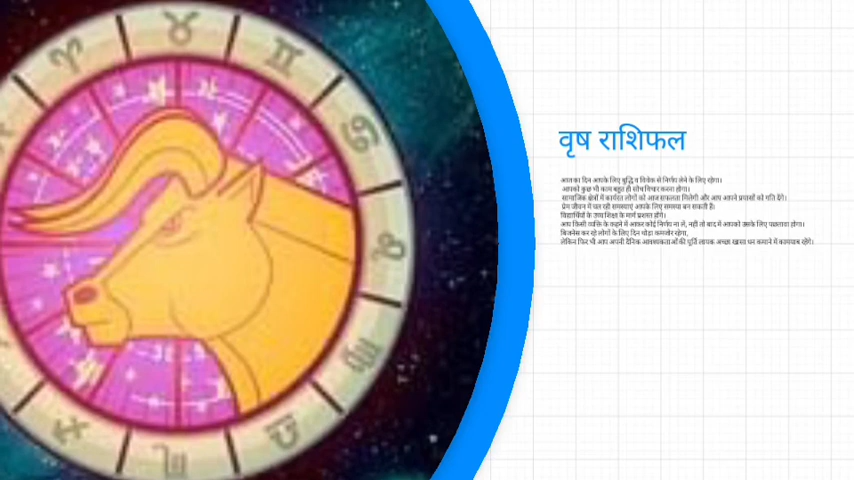 वृष राशिफल
आज का दिन आपके लिए बुद्धि व विवेक से निर्णय लेने के लिए रहेगा।
आपको कुछ भी काम बहुत ही सोच विचार करना होगा।
सामाजिक क्षेत्रों में कार्यरत लोगों को आज सफलता मिलेगी और आप अपने प्रयासों को गति देंगे।
प्रेम जीवन में चल रही समस्याएं आपके लिए समस्या बन सकती हैं।
विद्यार्थियों के उच्च शिक्षा के मार्ग प्रशस्त होंगे।
आप किसी व्यक्ति के कहने में आकर कोई निर्णय ना लें, नहीं तो बाद में आपको उसके लिए पछतावा होगा।
बिजनेस कर रहे लोगों के लिए दिन थोड़ा कमजोर रहेगा,
लेकिन फिर भी आप अपनी दैनिक आवश्यकताओं की पूर्ति लायक अच्छा खासा धन कमाने में कामयाब रहेंगे।